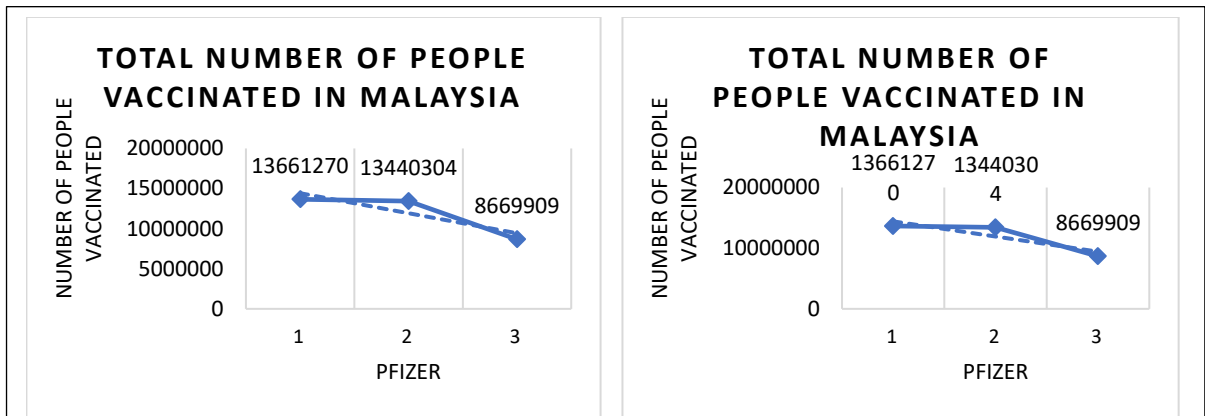 TOTAL NUMBER OF PEOPLE
VACCINATED IN MALAYSIA
NUMBER OF PEOPLE
VACCINATED
20000000
15000000
10000000
5000000
0
13661270
13440304
8669909
1
2
3
PFIZER
TOTAL NUMBER OF
PEOPLE VACCINATED IN
MALAYSIA
NUMBER OF PEOPLE
VACCINATED
20000000
10000000
0
1366127
0
1344030
4
8669909
1
2
3
PFIZER